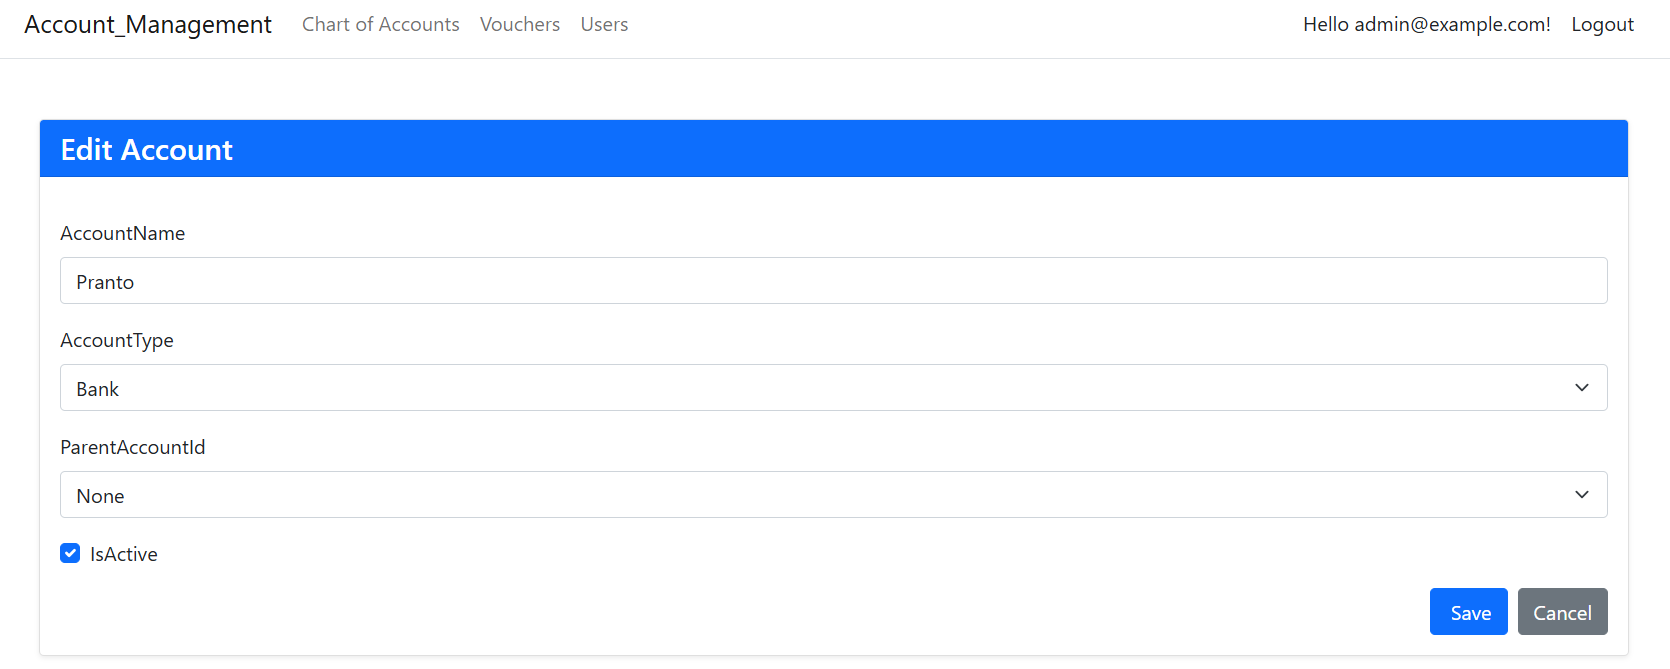 Account_Management Chart of Accounts Vouchers Users Hello admin@example.com! Logout
Edit Account
AccountName
Pranto
AccountType
Bank
ParentAccountId
None
IsActive
Save Cancel